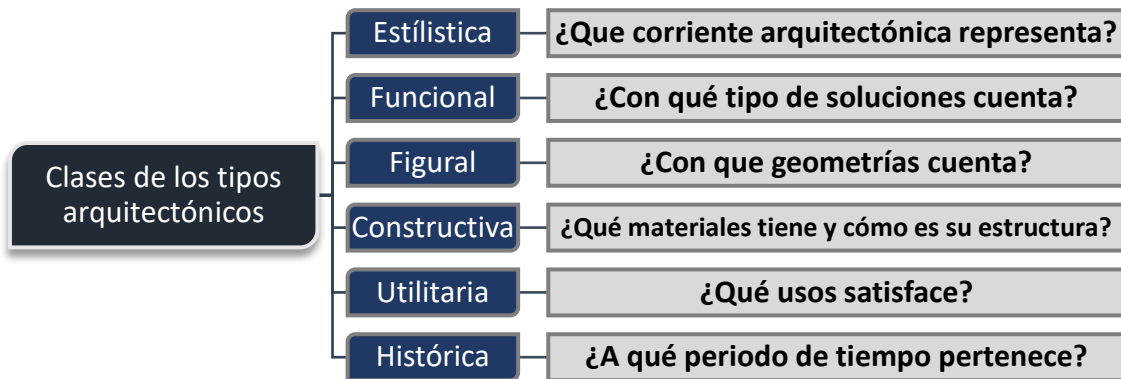 Estílistica
¿Que corriente arquitectónica representa?
Funcional
¿Con qué tipo de soluciones cuenta?
Clases de los tipos
arquitectónicos
Figural
¿Con que geometrías cuenta?
Constructiva
¿Qué materiales tiene y cómo es su estructura?
Utilitaria
¿Qué usos satisface?
Histórica
¿A qué periodo de tiempo pertenece?